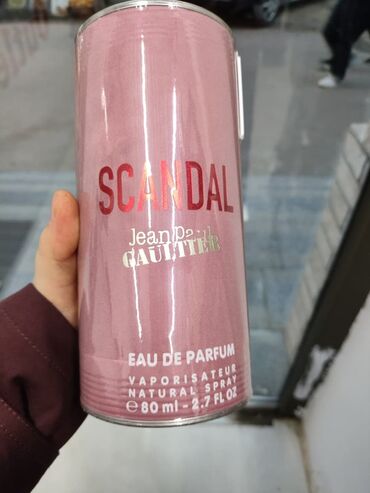 SCANDAL
Jean Paul
GAULTIER
EAU DE PARFUM
VAPORISATEUR
NATURAL SPRAY
e 80 ml - 2.7 FL OZ